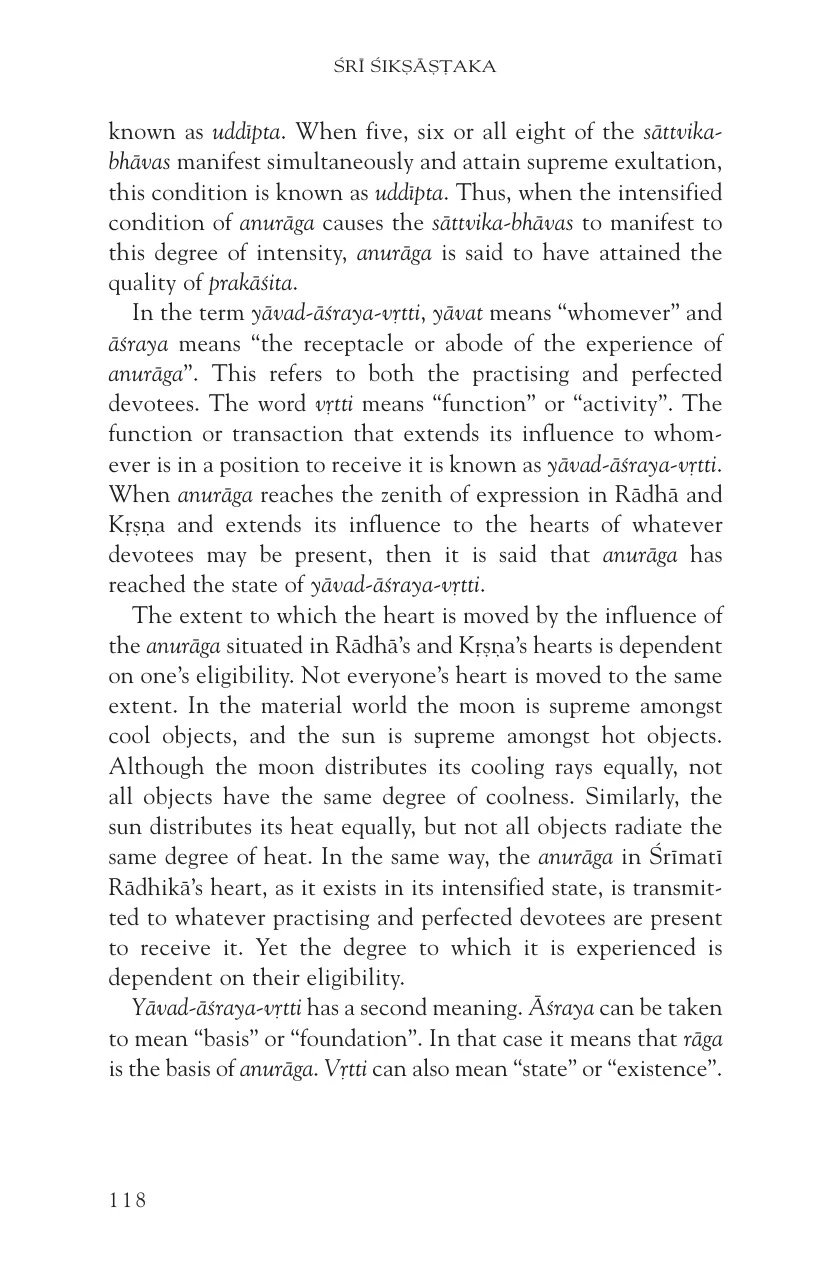 ŚRĪ ŚIKṢĀṢṬAKA
known as uddīpta. When five, six or all eight of the sāttvika-
bhāvas manifest simultaneously and attain supreme exultation,
this condition is known as uddīpta. Thus, when the intensified
condition of anurāga causes the sāttvika-bhāvas to manifest to
this degree of intensity, anurāga is said to have attained the
quality of prakāśita.
In the term yāvad-āśraya-vṛtti, yāvat means “whomever” and
āśraya means “the receptacle or abode of the experience of
anurāga”. This refers to both the practising and perfected
devotees. The word vṛtti means “function” or “activity”. The
function or transaction that extends its influence to whom-
ever is in a position to receive it is known as yāvad-āśraya-vṛtti.
When anurāga reaches the zenith of expression in Rādhā and
Kṛṣṇa and extends its influence to the hearts of whatever
devotees may be present, then it is said that anurāga has
reached the state of yāvad-āśraya-vṛtti.
The extent to which the heart is moved by the influence of
the anurāga situated in Rādhā’s and Kṛṣṇa’s hearts is dependent
on one’s eligibility. Not everyone’s heart is moved to the same
extent. In the material world the moon is supreme amongst
cool objects, and the sun is supreme amongst hot objects.
Although the moon distributes its cooling rays equally, not
all objects have the same degree of coolness. Similarly, the
sun distributes its heat equally, but not all objects radiate the
same degree of heat. In the same way, the anurāga in Śrīmatī
Rādhikā’s heart, as it exists in its intensified state, is transmit-
ted to whatever practising and perfected devotees are present
to receive it. Yet the degree to which it is experienced is
dependent on their eligibility.
Yāvad-āśraya-vṛtti has a second meaning. Āśraya can be taken
to mean “basis” or “foundation”. In that case it means that rāga
is the basis of anurāga. Vṛtti can also mean “state” or “existence”.
118